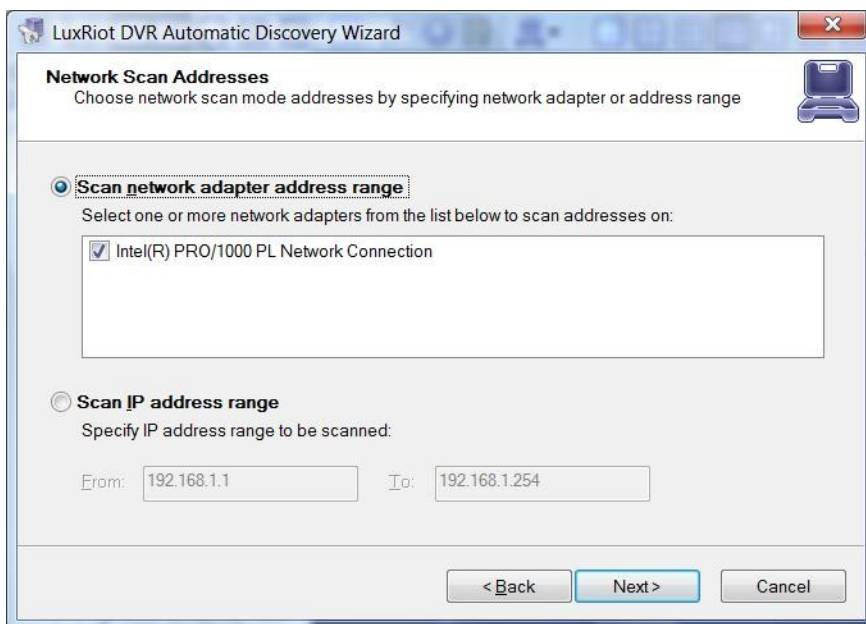 LuxRiot DVR Automatic Discovery Wizard
Network Scan Addresses
Choose network scan mode addresses by specifying network adapter or address range
Scan network adapter address range
Select one or more network adapters from the list below to scan addresses on:
Intel(R) PRO/1000 PL Network Connection
Scan IP address range
Specify IP address range to be scanned:
From: 192.168.1.1 To: 192.168.1.254
< Back Next > Cancel